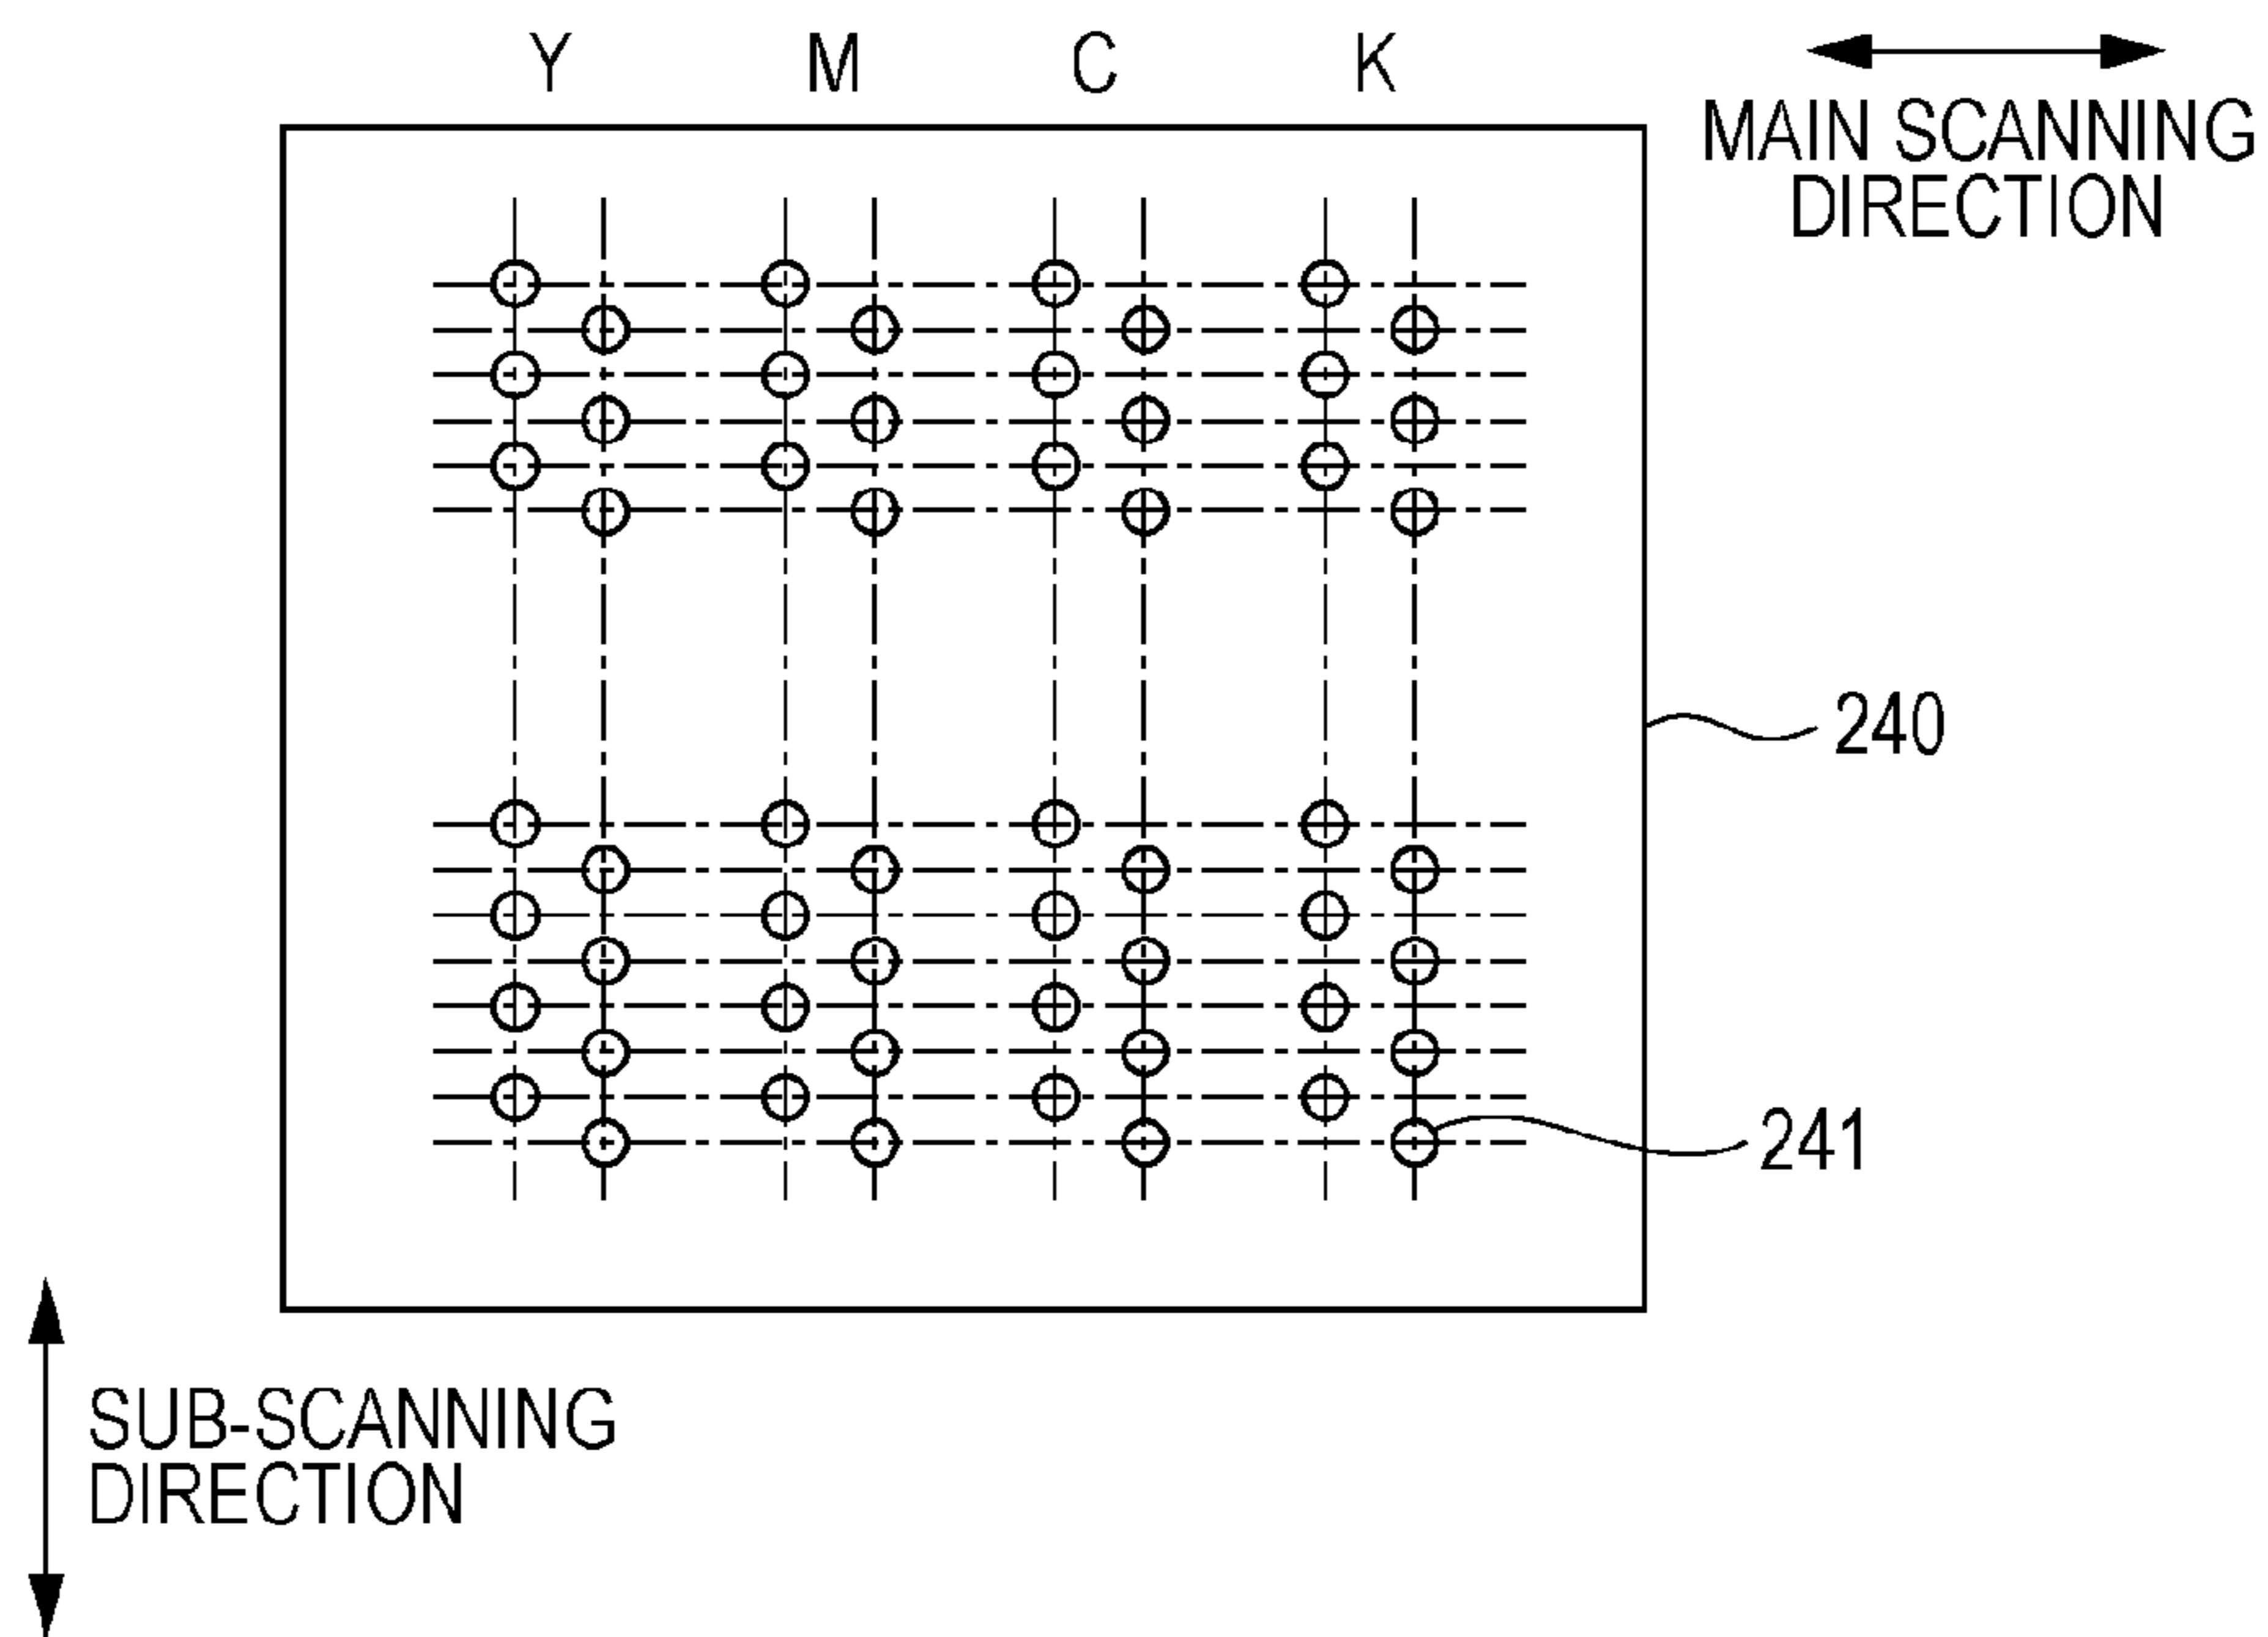 Y M C K
MAIN SCANNING
DIRECTION
240
241
SUB-SCANNING
DIRECTION